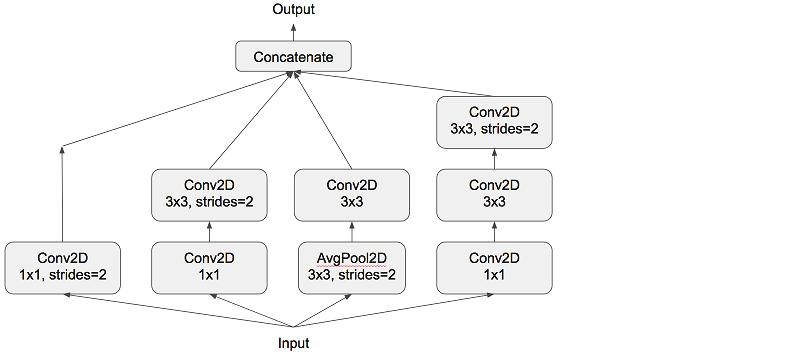 Output
Concatenate
Conv2D
3x3, strides=2
Conv2D
3x3, strides=2
Conv2D
3x3
Conv2D
3x3
Conv2D
1x1, strides=2
Conv2D
1x1
AvgPool2D
3x3, strides=2
Conv2D
1x1
Input